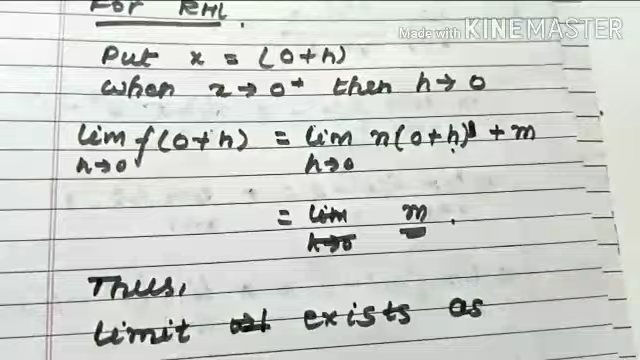 For RHL.
Made with KINEMASTER
Put x = (0+h)
when x→0+ then h→0
lim f(0+h) = lim n(0+h) + m
h→0 h→0
= lim m.
h→0
Thus,
limit exists as